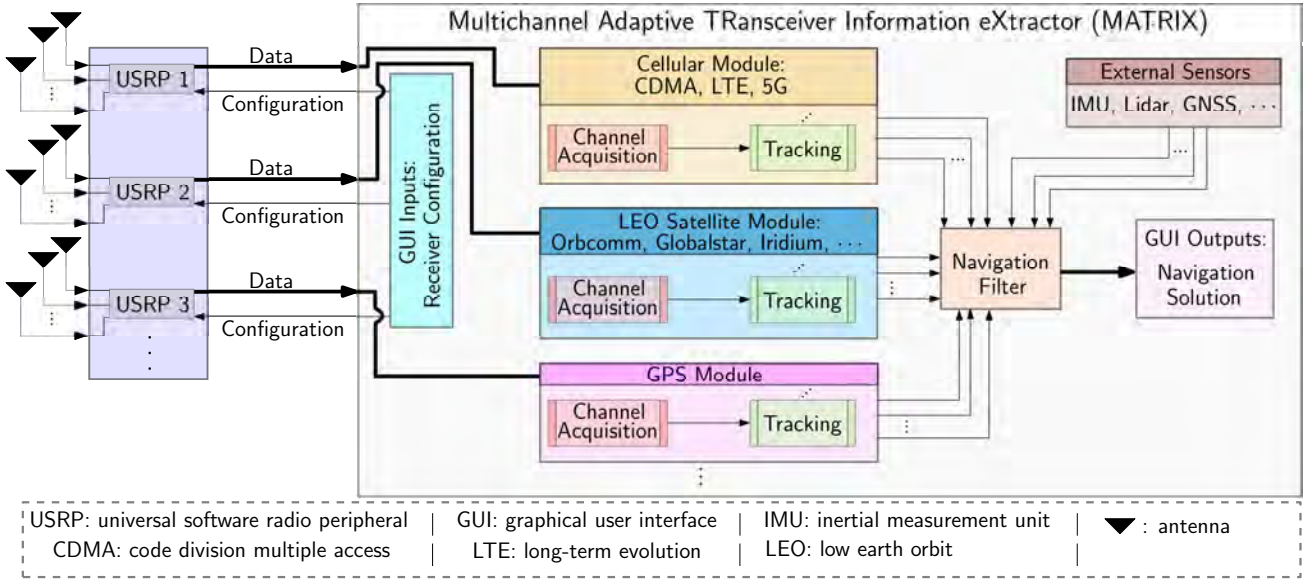 Multichannel Adaptive TRansceiver Information eXtractor (MATRIX)
USRP 1
Data
Configuration
USRP 2
Data
Configuration
USRP 3
Data
Configuration
GUI Inputs:
Receiver Configuration
Cellular Module:
CDMA, LTE, 5G
Channel
Acquisition
Tracking
LEO Satellite Module:
Orbcomm, Globalstar, Iridium, ···
Channel
Acquisition
Tracking
GPS Module
Channel
Acquisition
Tracking
External Sensors
IMU, Lidar, GNSS, ···
Navigation
Filter
GUI Outputs:
Navigation
Solution
USRP: universal software radio peripheral
GUI: graphical user interface
IMU: inertial measurement unit
: antenna
CDMA: code division multiple access
LTE: long-term evolution
LEO: low earth orbit